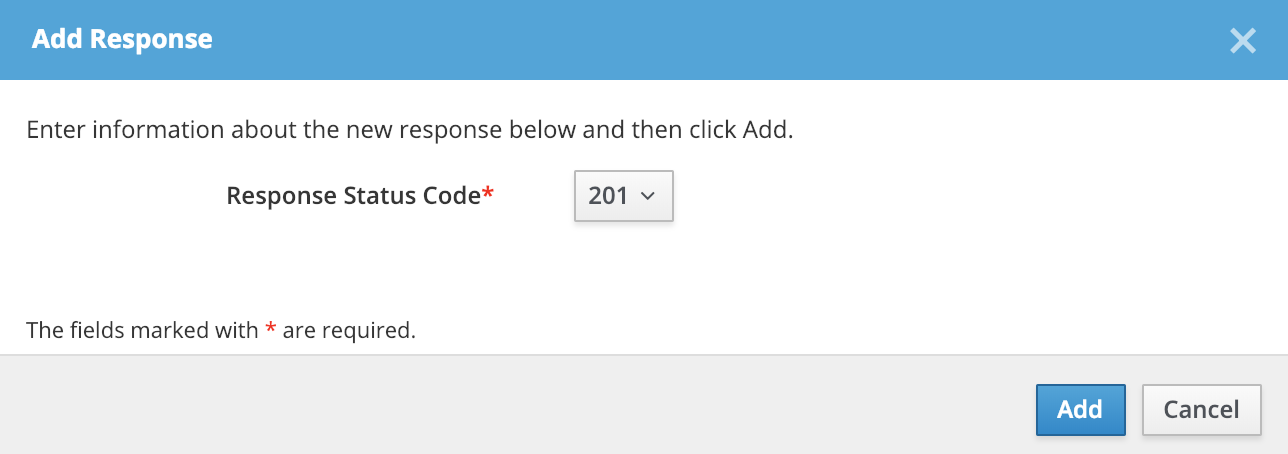 Add Response
Enter information about the new response below and then click Add.
Response Status Code* 201
The fields marked with * are required.
Add Cancel